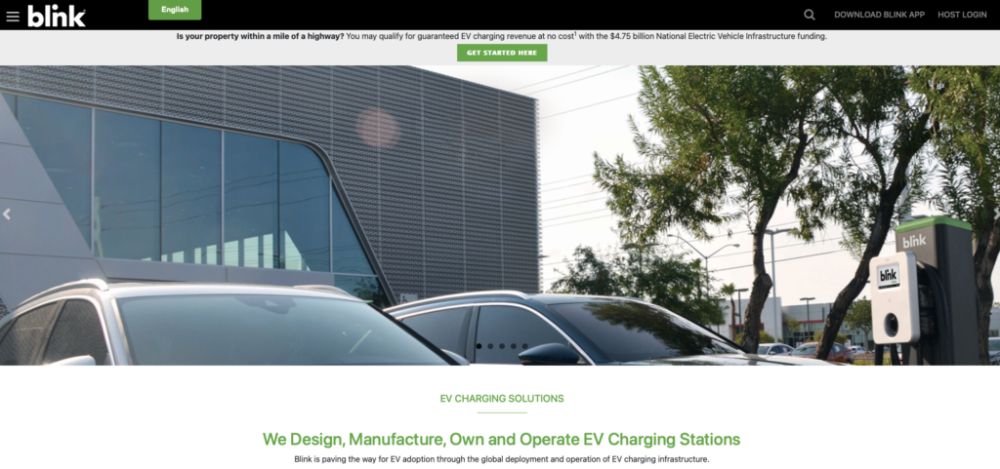 blink
English
DOWNLOAD BLINK APP
HOST LOGIN
Is your property within a mile of a highway? You may qualify for guaranteed EV charging revenue at no cost¹ with the $4.75 billion National Electric Vehicle Infrastructure funding.
GET STARTED HERE
blink
blink
EV CHARGING SOLUTIONS
We Design, Manufacture, Own and Operate EV Charging Stations
Blink is paving the way for EV adoption through the global deployment and operation of EV charging infrastructure.